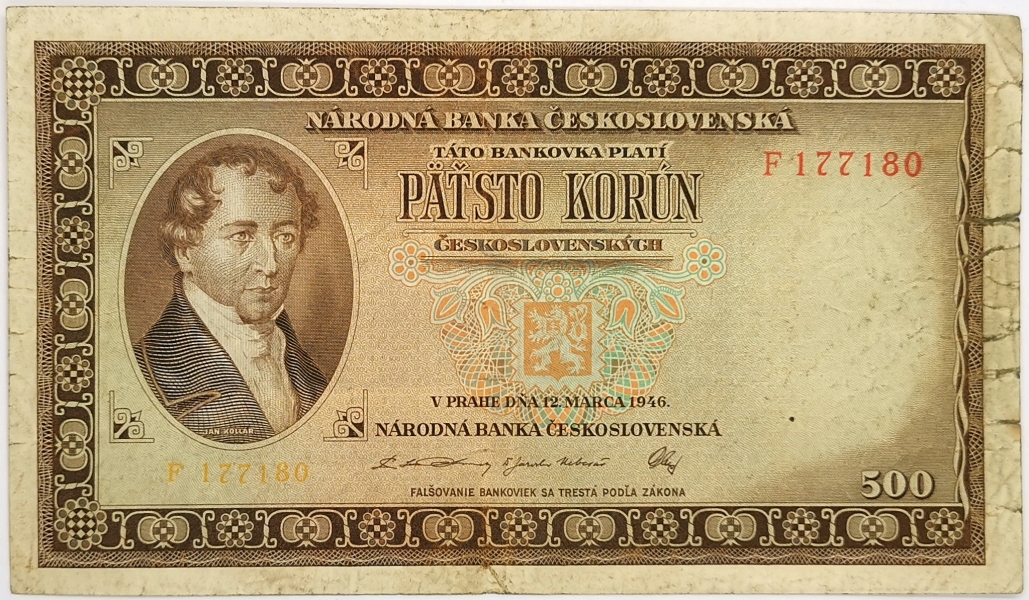 NÁRODNÁ BANKA ČESKOSLOVENSKÁ
TÁTO BANKOVKA PLATÍ
F 177180
PÄŤSTO KORÚN
ČESKOSLOVENSKÝCH
V PRAHE DŇA 12. MARCA 1946.
NÁRODNÁ BANKA ČESKOSLOVENSKÁ
JÁN KOLLÁR
F 177180
500
FALŠOVANIE BANKOVIEK SA TRESTÁ PODĽA ZÁKONA